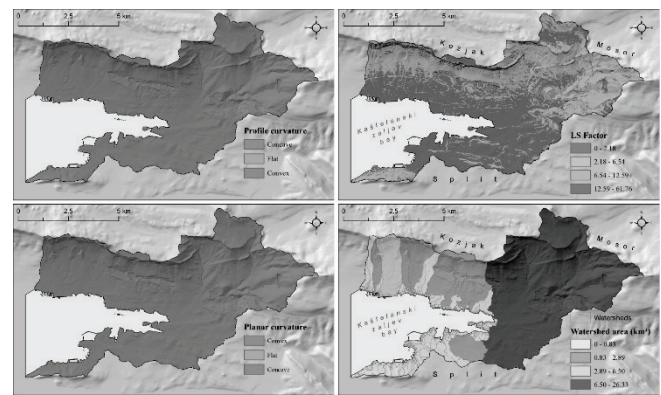 0 2.5 5 km
Profile curvature
Concave
Flat
Convex
0 2.5 5 km
Kozjak
Mosor
Kaštelanski
zaljev
bay
Split
LS Factor
0 - 2.18
2.18 - 6.54
6.54 - 12.59
12.59 - 61.76
0 2.5 5 km
Planar curvature
Convex
Flat
Concave
0 2.5 5 km
Kozjak
Mosor
Kaštelanski
zaljev
bay
Split
Watersheds
Watershed area (km²)
0 - 0.83
0.83 - 2.89
2.89 - 6.50
6.50 - 26.33